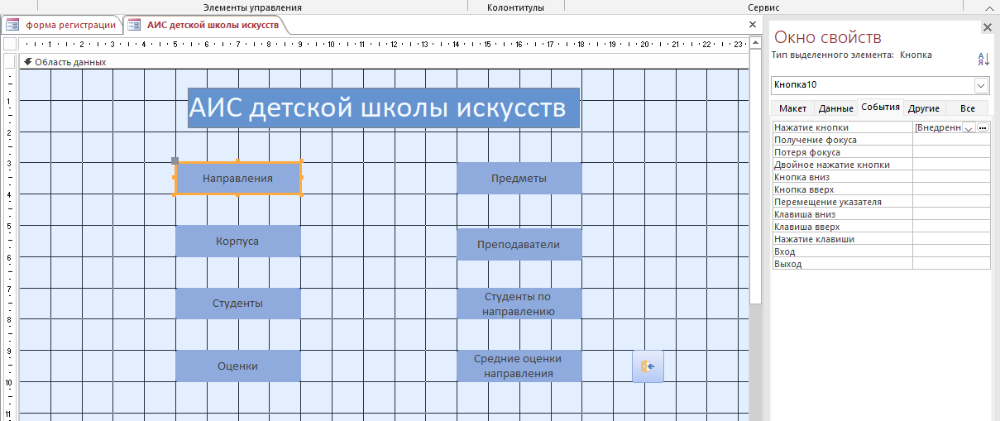 Элементы управления Колонтитулы Сервис
форма регистрации АИС детской школы искусств
1 2 3 4 5 6 7 8 9 10 11 12 13 14 15 16 17 18 19 20 21 22 23
Область данных
1
2
3
4
5
6
7
8
9
10
11
АИС детской школы искусств
Направления Предметы
Корпуса Преподаватели
Студенты Студенты по
направлению
Оценки Средние оценки
направления
Окно свойств
Тип выделенного элемента: Кнопка
А
Я
Кнопка10
Макет Данные События Другие Все
Нажатие кнопки [Внедренн
Получение фокуса
Потеря фокуса
Двойное нажатие кнопки
Кнопка вниз
Кнопка вверх
Перемещение указателя
Клавиша вниз
Клавиша вверх
Нажатие клавиши
Вход
Выход